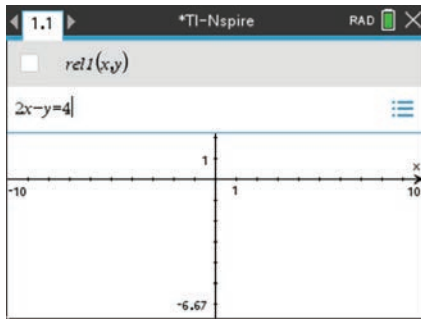 1.1 *TI-Nspire RAD
rel1(x,y)
2x-y=4
1
x
-10 1 10
-6.67